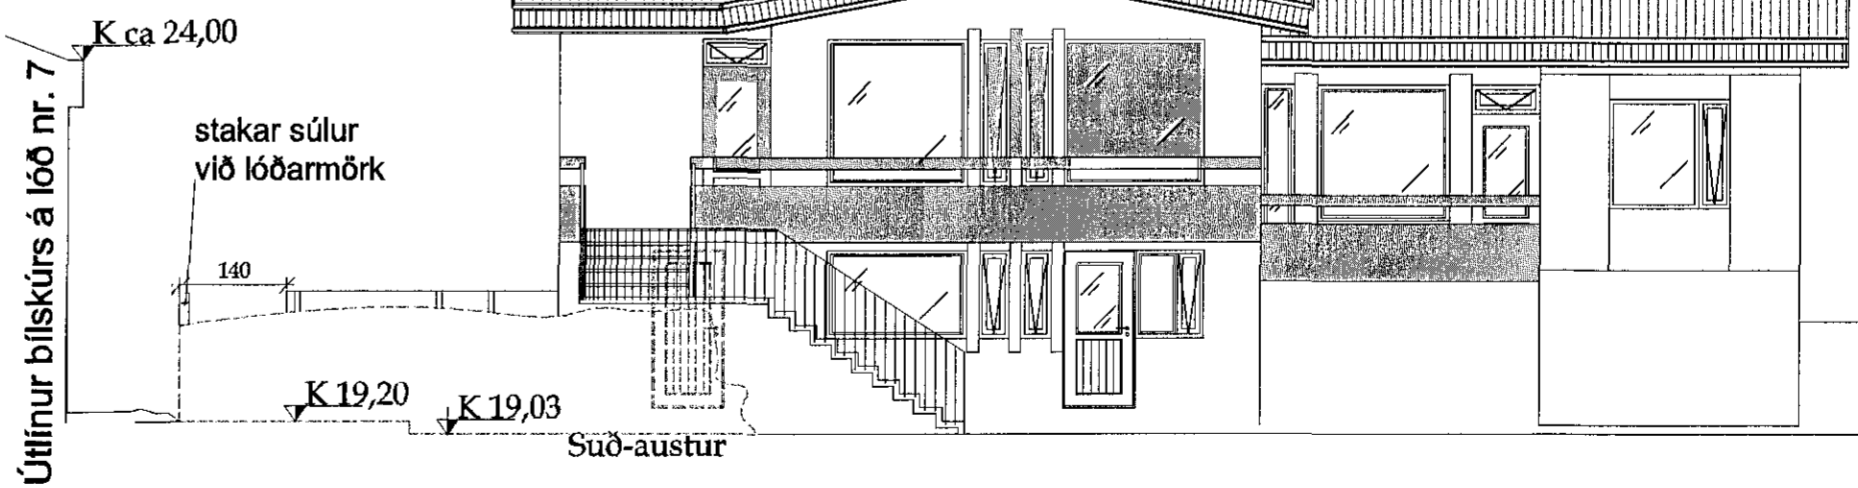 K ca 24,00
Útlínur bílskúrs á lóð nr. 7
stakar súlur
við lóðarmörk
140
K 19,20
K 19,03
Suð-austur